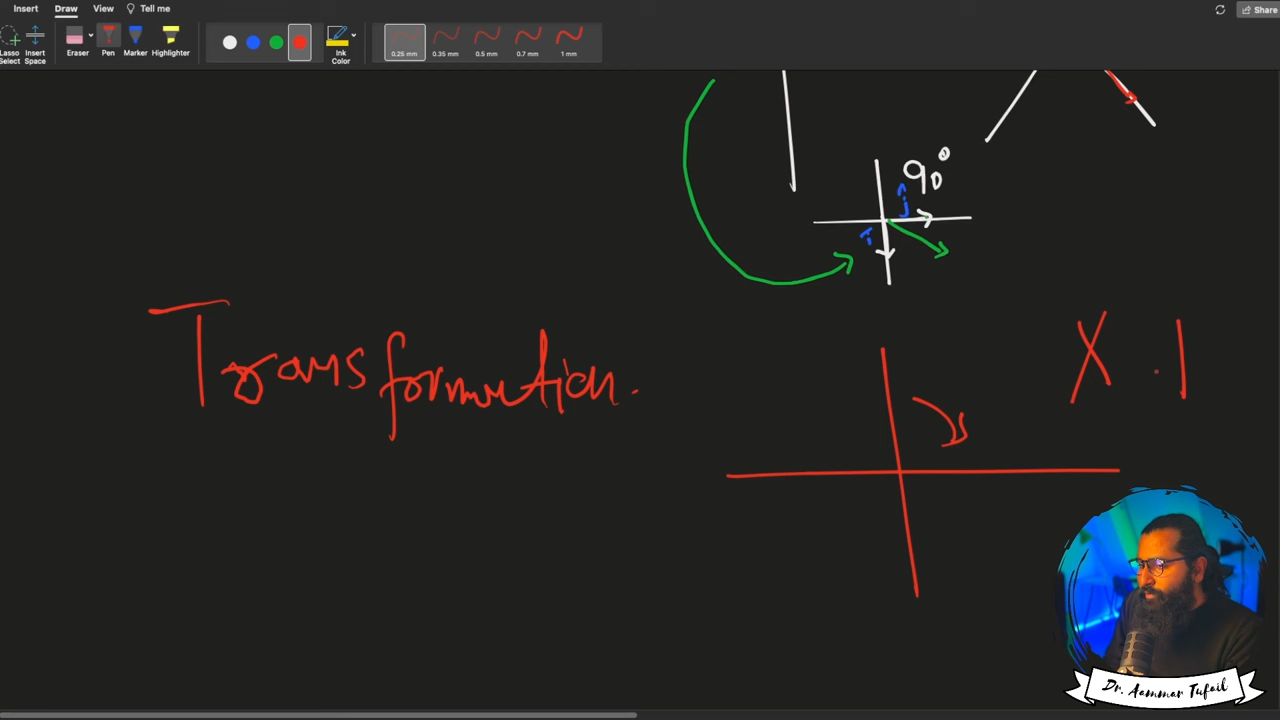 Insert Draw View Tell me
Share
Lasso Select
Insert Space
Eraser
Pen
Marker
Highlighter
Ink Color
0.25 mm
0.35 mm
0.5 mm
0.7 mm
1 mm
90°
Transformation.
X . 1
Dr. Aammar Tufail